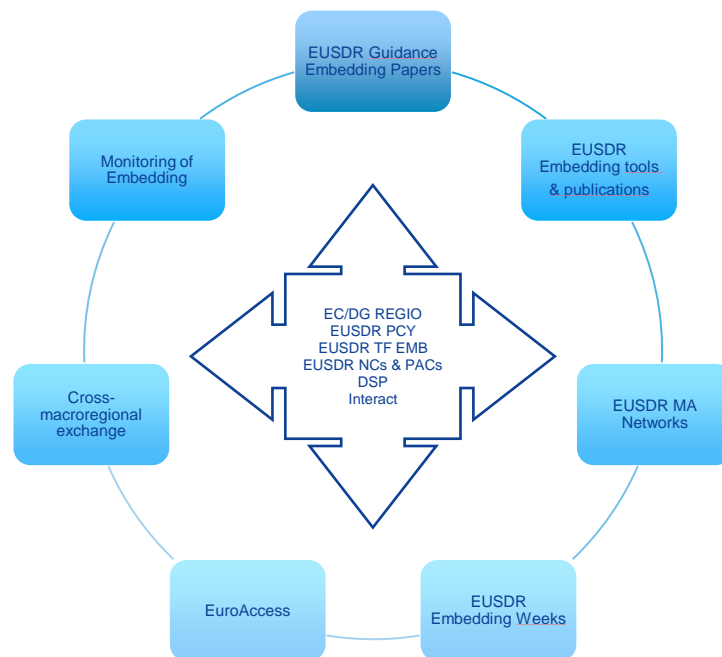 EUSDR Guidance
Embedding Papers
EUSDR
Embedding tools
& publications
EUSDR MA
Networks
EUSDR
Embedding Weeks
EuroAccess
Cross-
macroregional
exchange
Monitoring of
Embedding
EC/DG REGIO
EUSDR PCY
EUSDR TF EMB
EUSDR NCs & PACs
DSP
Interact